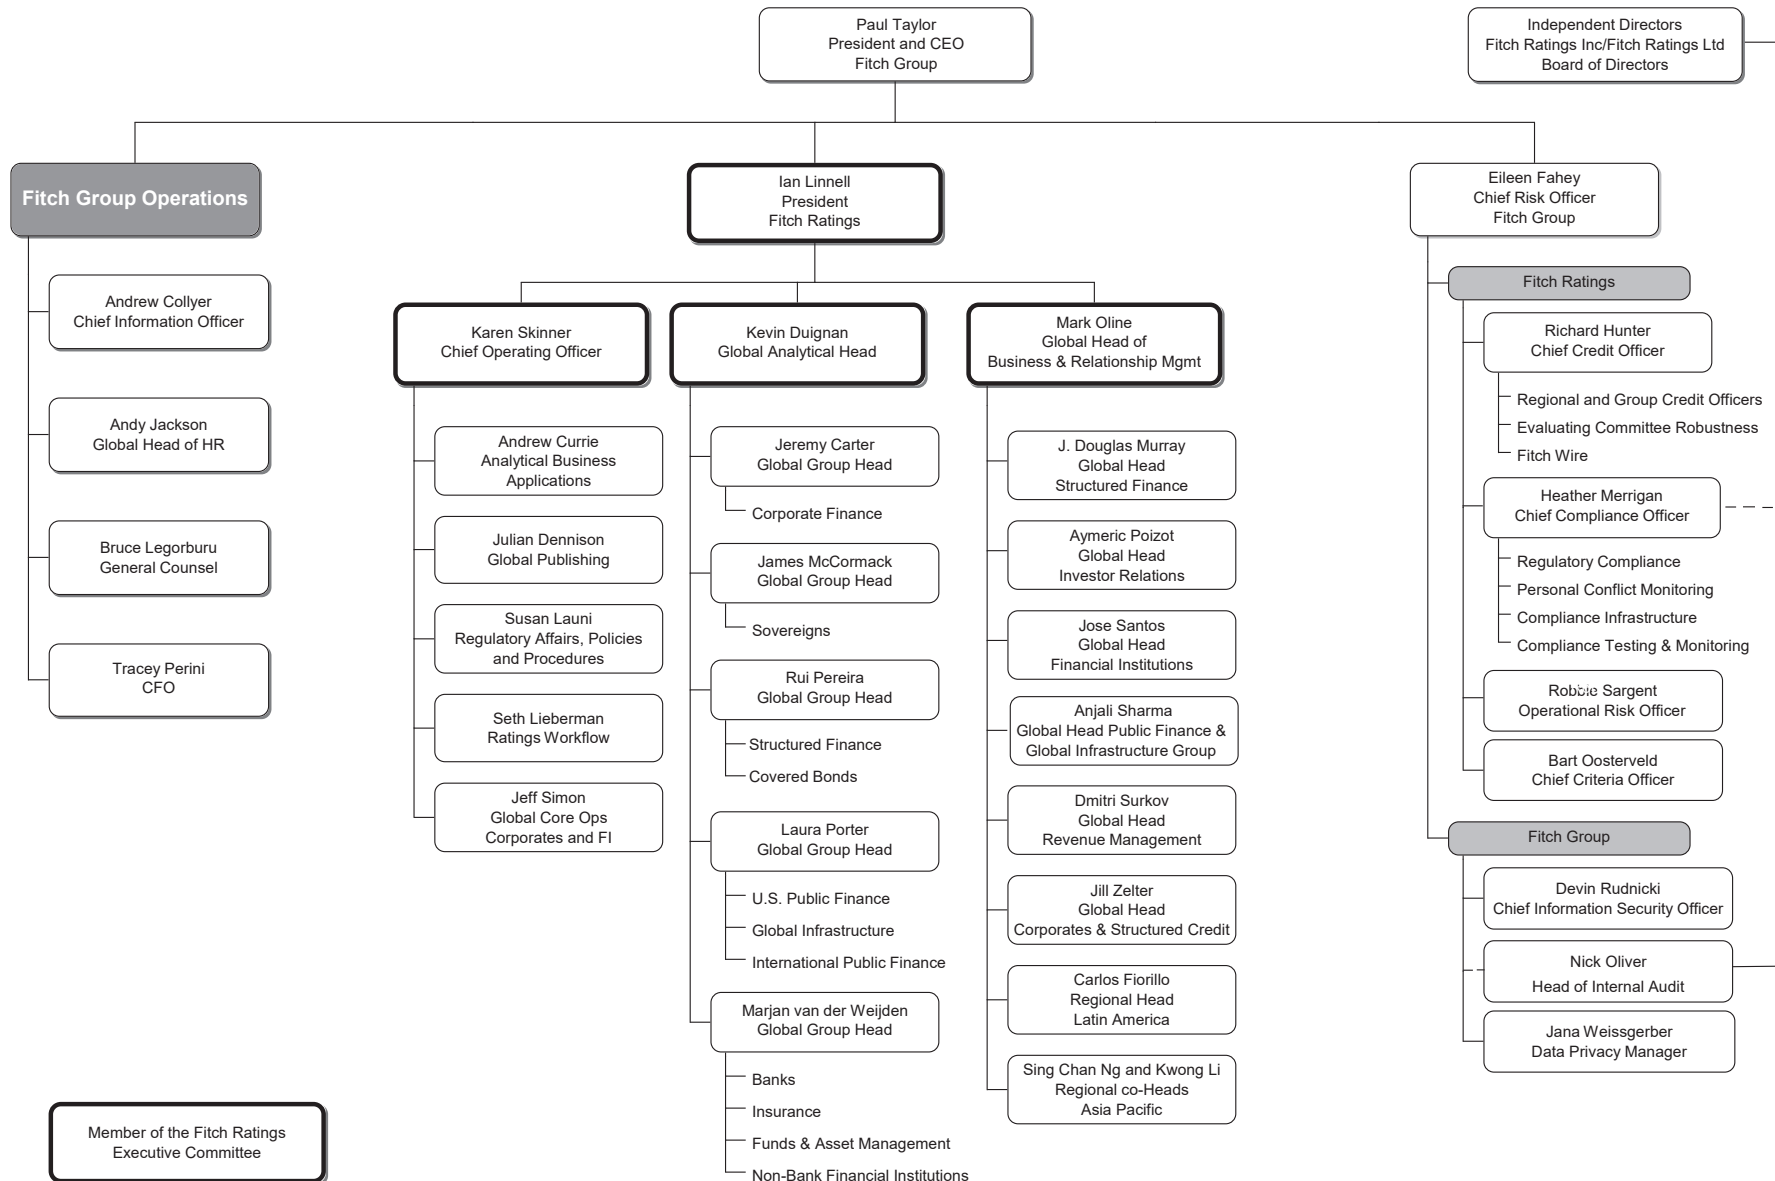 Paul Taylor
President and CEO
Fitch Group
Independent Directors
Fitch Ratings Inc/Fitch Ratings Ltd
Board of Directors
Fitch Group Operations
Andrew Collyer
Chief Information Officer
Andy Jackson
Global Head of HR
Bruce Legorburu
General Counsel
Tracey Perini
CFO
Ian Linnell
President
Fitch Ratings
Karen Skinner
Chief Operating Officer
Andrew Currie
Analytical Business
Applications
Julian Dennison
Global Publishing
Susan Launi
Regulatory Affairs, Policies
and Procedures
Seth Lieberman
Ratings Workflow
Jeff Simon
Global Core Ops
Corporates and FI
Kevin Duignan
Global Analytical Head
Jeremy Carter
Global Group Head
Corporate Finance
James McCormack
Global Group Head
Sovereigns
Rui Pereira
Global Group Head
Structured Finance
Covered Bonds
Laura Porter
Global Group Head
U.S. Public Finance
Global Infrastructure
International Public Finance
Marjan van der Weijden
Global Group Head
Banks
Insurance
Funds & Asset Management
Non-Bank Financial Institutions
Mark Oline
Global Head of
Business & Relationship Mgmt
J. Douglas Murray
Global Head
Structured Finance
Aymeric Poizot
Global Head
Investor Relations
Jose Santos
Global Head
Financial Institutions
Anjali Sharma
Global Head Public Finance &
Global Infrastructure Group
Dmitri Surkov
Global Head
Revenue Management
Jill Zelter
Global Head
Corporates & Structured Credit
Carlos Fiorillo
Regional Head
Latin America
Sing Chan Ng and Kwong Li
Regional co-Heads
Asia Pacific
Eileen Fahey
Chief Risk Officer
Fitch Group
Fitch Ratings
Richard Hunter
Chief Credit Officer
Regional and Group Credit Officers
Evaluating Committee Robustness
Fitch Wire
Heather Merrigan
Chief Compliance Officer
Regulatory Compliance
Personal Conflict Monitoring
Compliance Infrastructure
Compliance Testing & Monitoring
Robbie Sargent
Operational Risk Officer
Bart Oosterveld
Chief Criteria Officer
Fitch Group
Devin Rudnicki
Chief Information Security Officer
Nick Oliver
Head of Internal Audit
Jana Weissgerber
Data Privacy Manager
Member of the Fitch Ratings
Executive Committee